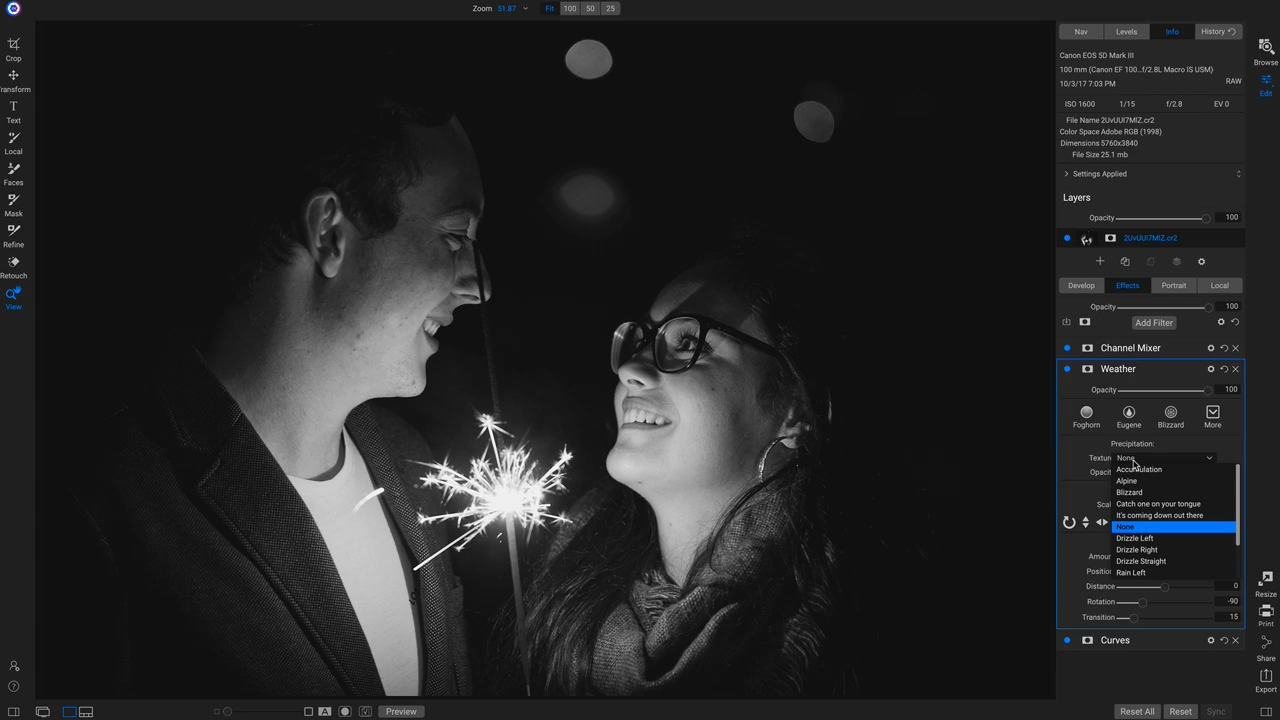 Zoom 51.87 Fit 100 50 25
Crop
Transform
Text
Local
Faces
Mask
Refine
Retouch
View
Nav Levels Info History
Canon EOS 5D Mark III
100 mm (Canon EF 100...f/2.8L Macro IS USM)
10/3/17 7:03 PM RAW
ISO 1600 1/15 f/2.8 EV 0
File Name 2UvUUI7MIZ.cr2
Color Space Adobe RGB (1998)
Dimensions 5760x3840
File Size 25.1 mb
Settings Applied
Layers
Opacity 100
2UvUUI7MIZ.cr2
Develop Effects Portrait Local
Opacity 100
Add Filter
Channel Mixer
Weather
Opacity 100
Foghorn Eugene Blizzard More
Precipitation:
Texture None
Accumulation
Opaci
Alpine
Blizzard
Scal Catch one on your tongue
It's coming down out there
None
Drizzle Left
Drizzle Right
Amoun
Drizzle Straight
Positio Rain Left
Distance 0
Rotation -90
Transition 15
Curves
Browse
Edit
Resize
Print
Share
Export
A Preview
Reset All Reset Sync